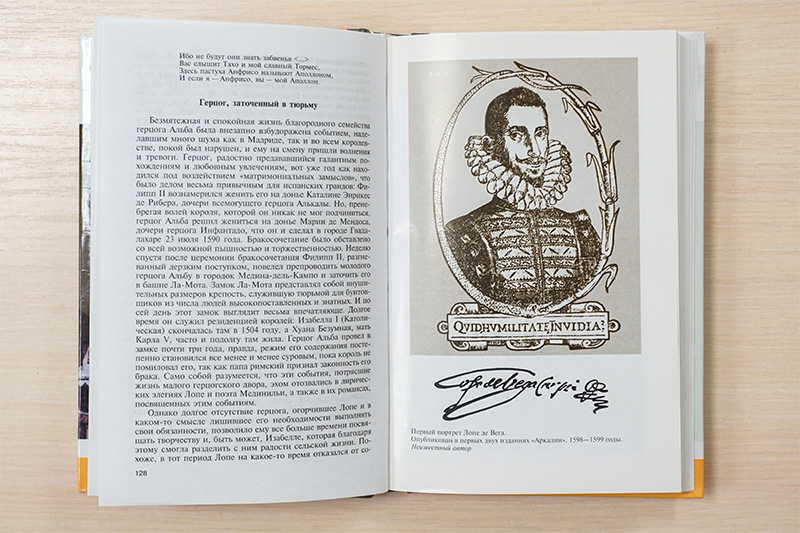 Ибо не будут они знать забвенья <...>
Вас слышит Тахо и мой славный Тормес,
Здесь пастуха Анфрисо называют Аполлоном,
И если я — Анфрисо, вы — мой Аполлон.
Герцог, заточенный в тюрьму
Безмятежная и спокойная жизнь благородного семейства
герцога Альба была внезапно взбудоражена событием, наде-
лавшим много шума как в Мадриде, так и во всем королев-
стве, покой был нарушен, и ему на смену пришли волнения
и тревоги. Герцог, радостно предававшийся галантным по-
хождениям и любовным увлечениям, вот уже год как находил-
ся под воздействием «матримониальных замыслов», что
было делом весьма привычным для испанских грандов: Фи-
липп II вознамерился женить его на донье Каталине Энрикес
де Рибера, дочери всемогущего герцога Алькалы. Но, прене-
брегая волей короля, которой он никак не мог подчиниться,
герцог Альба решил жениться на донье Марии де Мендоса,
дочери герцога Инфантадо, что он и сделал в городе Гвада-
лахаре 23 июля 1590 года. Бракосочетание было обставлено
со всей возможной пышностью и торжественностью. Неделю
спустя после церемонии бракосочетания Филипп II, разгне-
ванный дерзким поступком, повелел препроводить молодого
герцога Альбу в городок Медина-дель-Кампо и заточить его
в башне Ла-Мота. Замок Ла-Мота представлял собой внуши-
тельных размеров крепость, служившую тюрьмой для бунтов-
щиков из числа людей высокопоставленных и знатных. И по
сей день этот замок выглядит весьма впечатляюще. Долгое
время он служил резиденцией королей: Изабелла I (Католи-
ческая) скончалась там в 1504 году, а Хуана Безумная, мать
Карла V, часто и подолгу там жила. Герцог Альба провел в
замке почти три года, правда, режим его содержания посте-
пенно становился все менее и менее суровым, пока король не
помиловал его, так как папа римский признал законность его
брака. Само собой разумеется, что эти события, потрясшие
жизнь малого герцогского двора, эхом отозвались в лиричес-
ких элегиях Лопе и поэта Мединильи, а также в их романсах,
посвященных этим событиям.
Однако долгое отсутствие герцога, огорчившее Лопе и в
каком-то смысле лишившее его необходимости выполнять
свои обязанности, позволило ему все больше времени посвя-
щать творчеству и, быть может, Изабелле, которая благодаря
этому смогла разделить с ним радости сельской жизни. По-
хоже, в тот период Лопе на какое-то время отказался от со-
128
QVIDHVMILITATE,INVIDIA?
Lope de Vega Carpio
Первый портрет Лопе де Вега.
Опубликован в первых двух изданиях «Аркадии». 1598—1599 годы.
Неизвестный автор